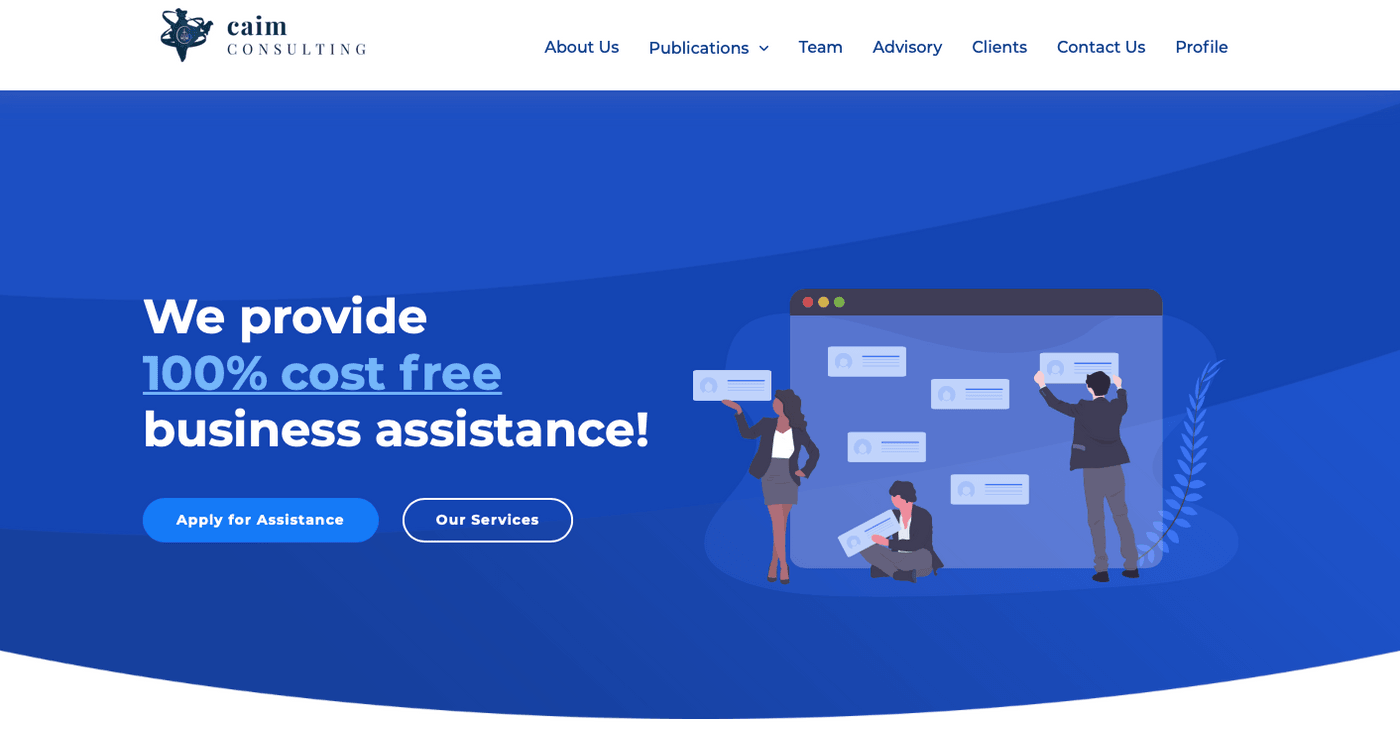 caim
CONSULTING
About Us
Publications
Team
Advisory
Clients
Contact Us
Profile
We provide
100% cost free
business assistance!
Apply for Assistance
Our Services